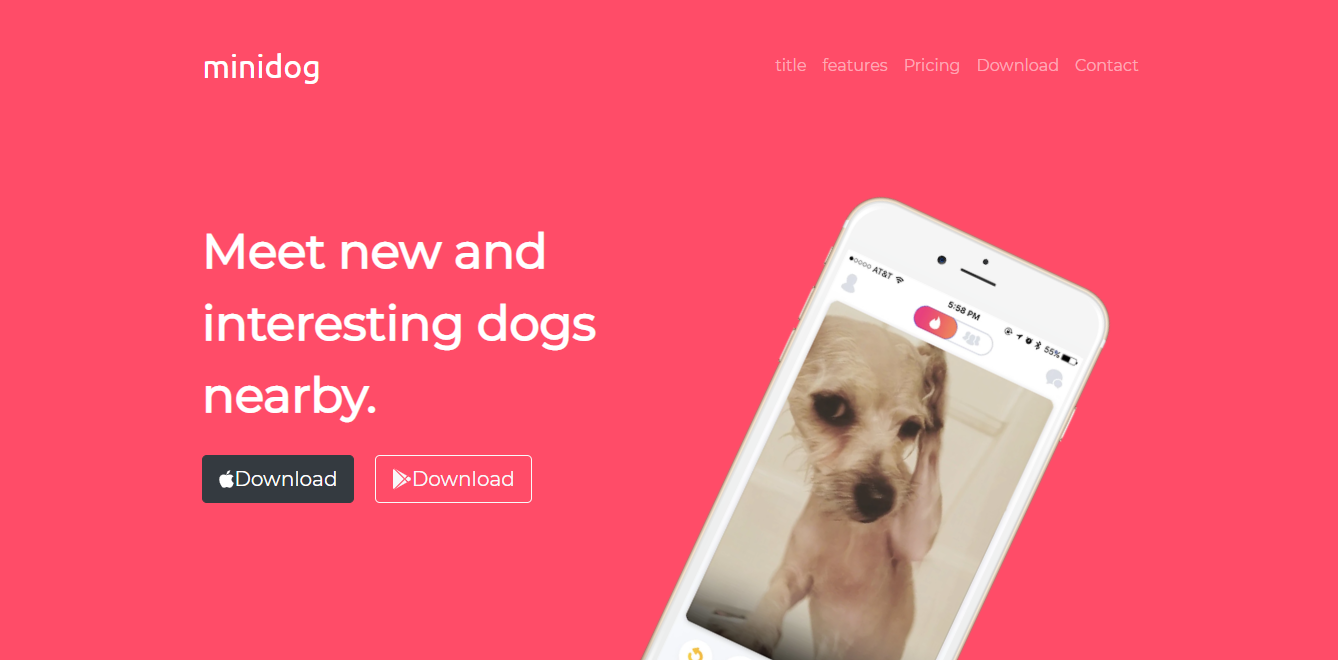 minidog
title features Pricing Download Contact
Meet new and
interesting dogs
nearby.
Download Download
AT&T 5:58 PM 55%